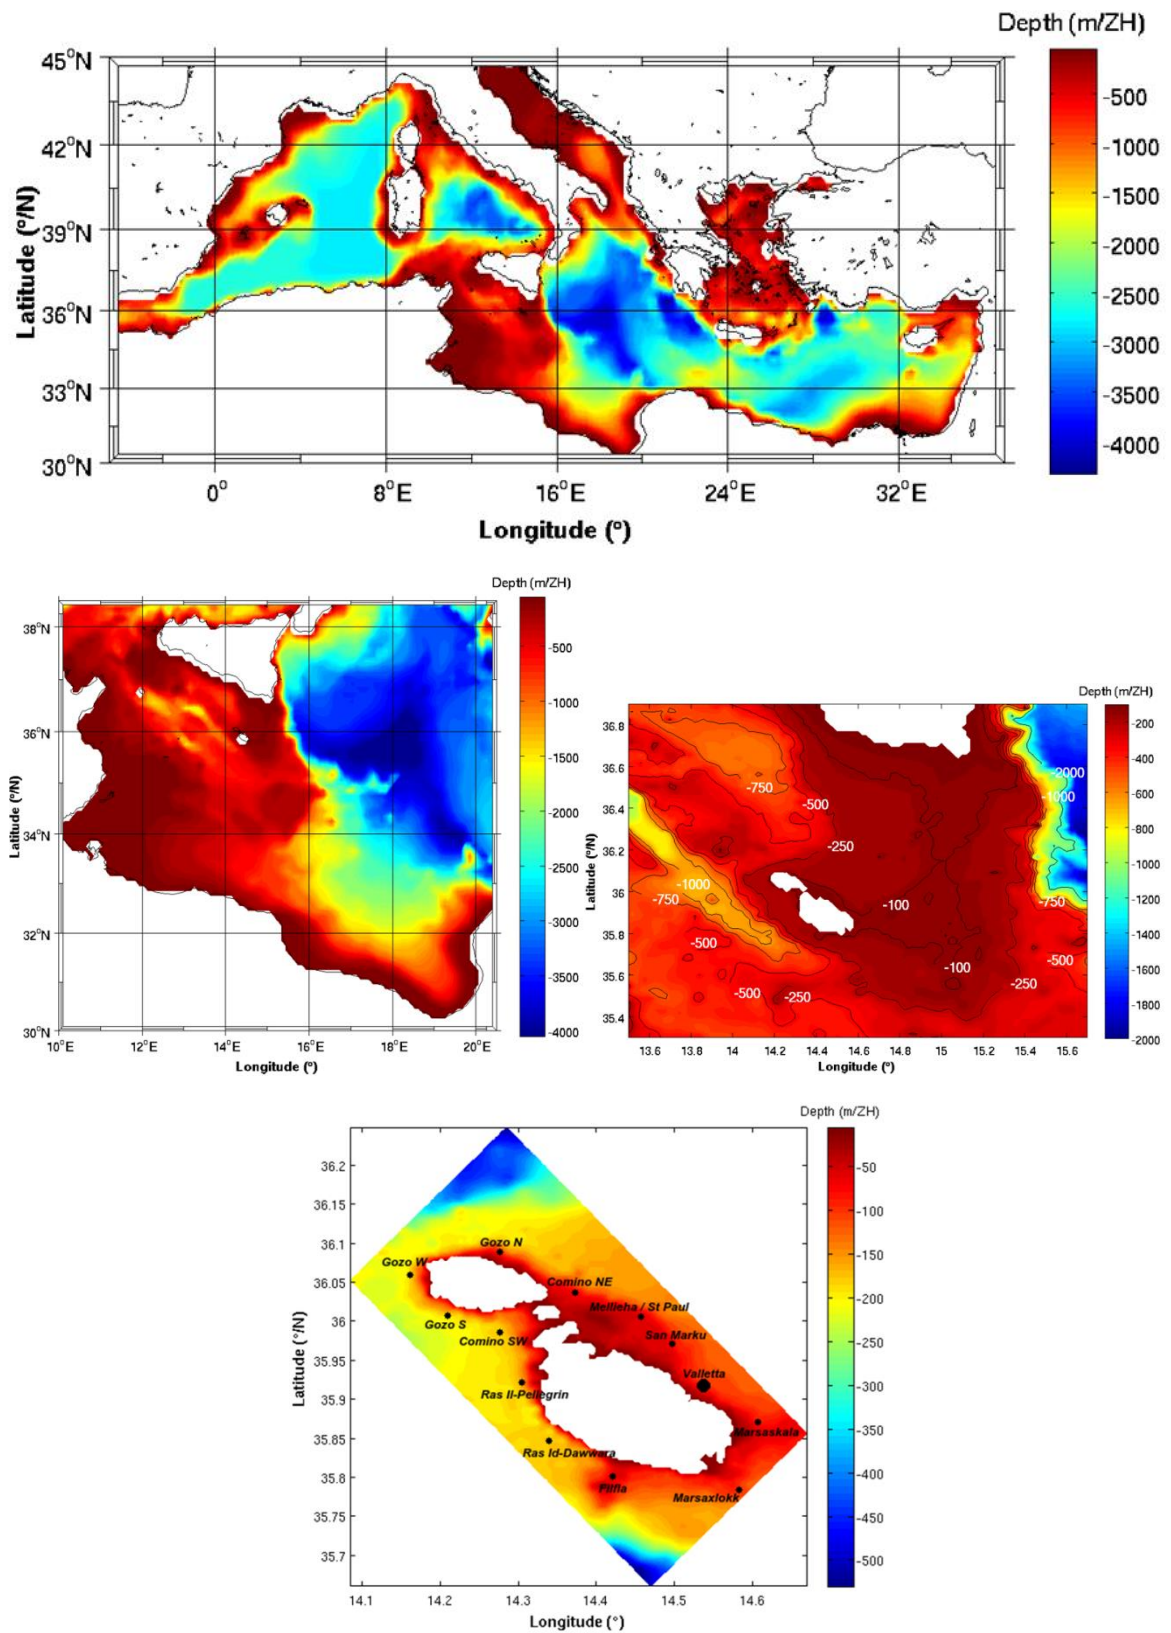 Depth (m/ZH)
45°N
42°N
39°N
36°N
33°N
30°N
Latitude (°/N)
0°
8°E
16°E
24°E
32°E
Longitude (°)
-500
-1000
-1500
-2000
-2500
-3000
-3500
-4000
Depth (m/ZH)
38°N
36°N
34°N
32°N
30°N
Latitude (°/N)
10°E
12°E
14°E
16°E
18°E
20°E
Longitude (°)
-500
-1000
-1500
-2000
-2500
-3000
-3500
-4000
Depth (m/ZH)
36.8
36.6
36.4
36.2
36
35.8
35.6
35.4
Latitude (°/N)
-2000
-1000
-750
-500
-250
-1000
-750
-100
-750
-500
-100
-500
-250
-500
-250
13.6
13.8
14
14.2
14.4
14.6
14.8
15
15.2
15.4
15.6
Longitude (°)
-200
-400
-600
-800
-1000
-1200
-1400
-1600
-1800
-2000
Depth (m/ZH)
36.2
36.15
36.1
36.05
36
35.95
35.9
35.85
35.8
35.75
35.7
Latitude (°/N)
Gozo N
Gozo W
Comino NE
Mellieha / St Paul
Gozo S
San Marku
Comino SW
Valletta
Ras Il-Pellegrin
Marsaskala
Ras Id-Dawwara
Filfla
Marsaxlokk
14.1
14.2
14.3
14.4
14.5
14.6
Longitude (°)
-50
-100
-150
-200
-250
-300
-350
-400
-450
-500